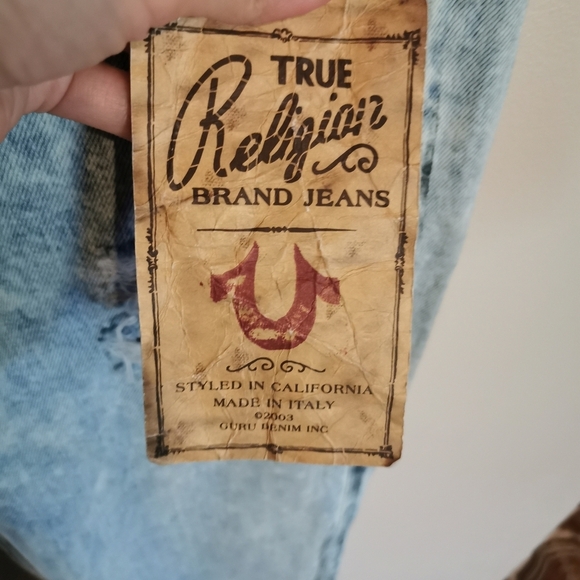 TRUE
Religion
BRAND JEANS
STYLED IN CALIFORNIA
MADE IN ITALY
©2003
GURU DENIM INC